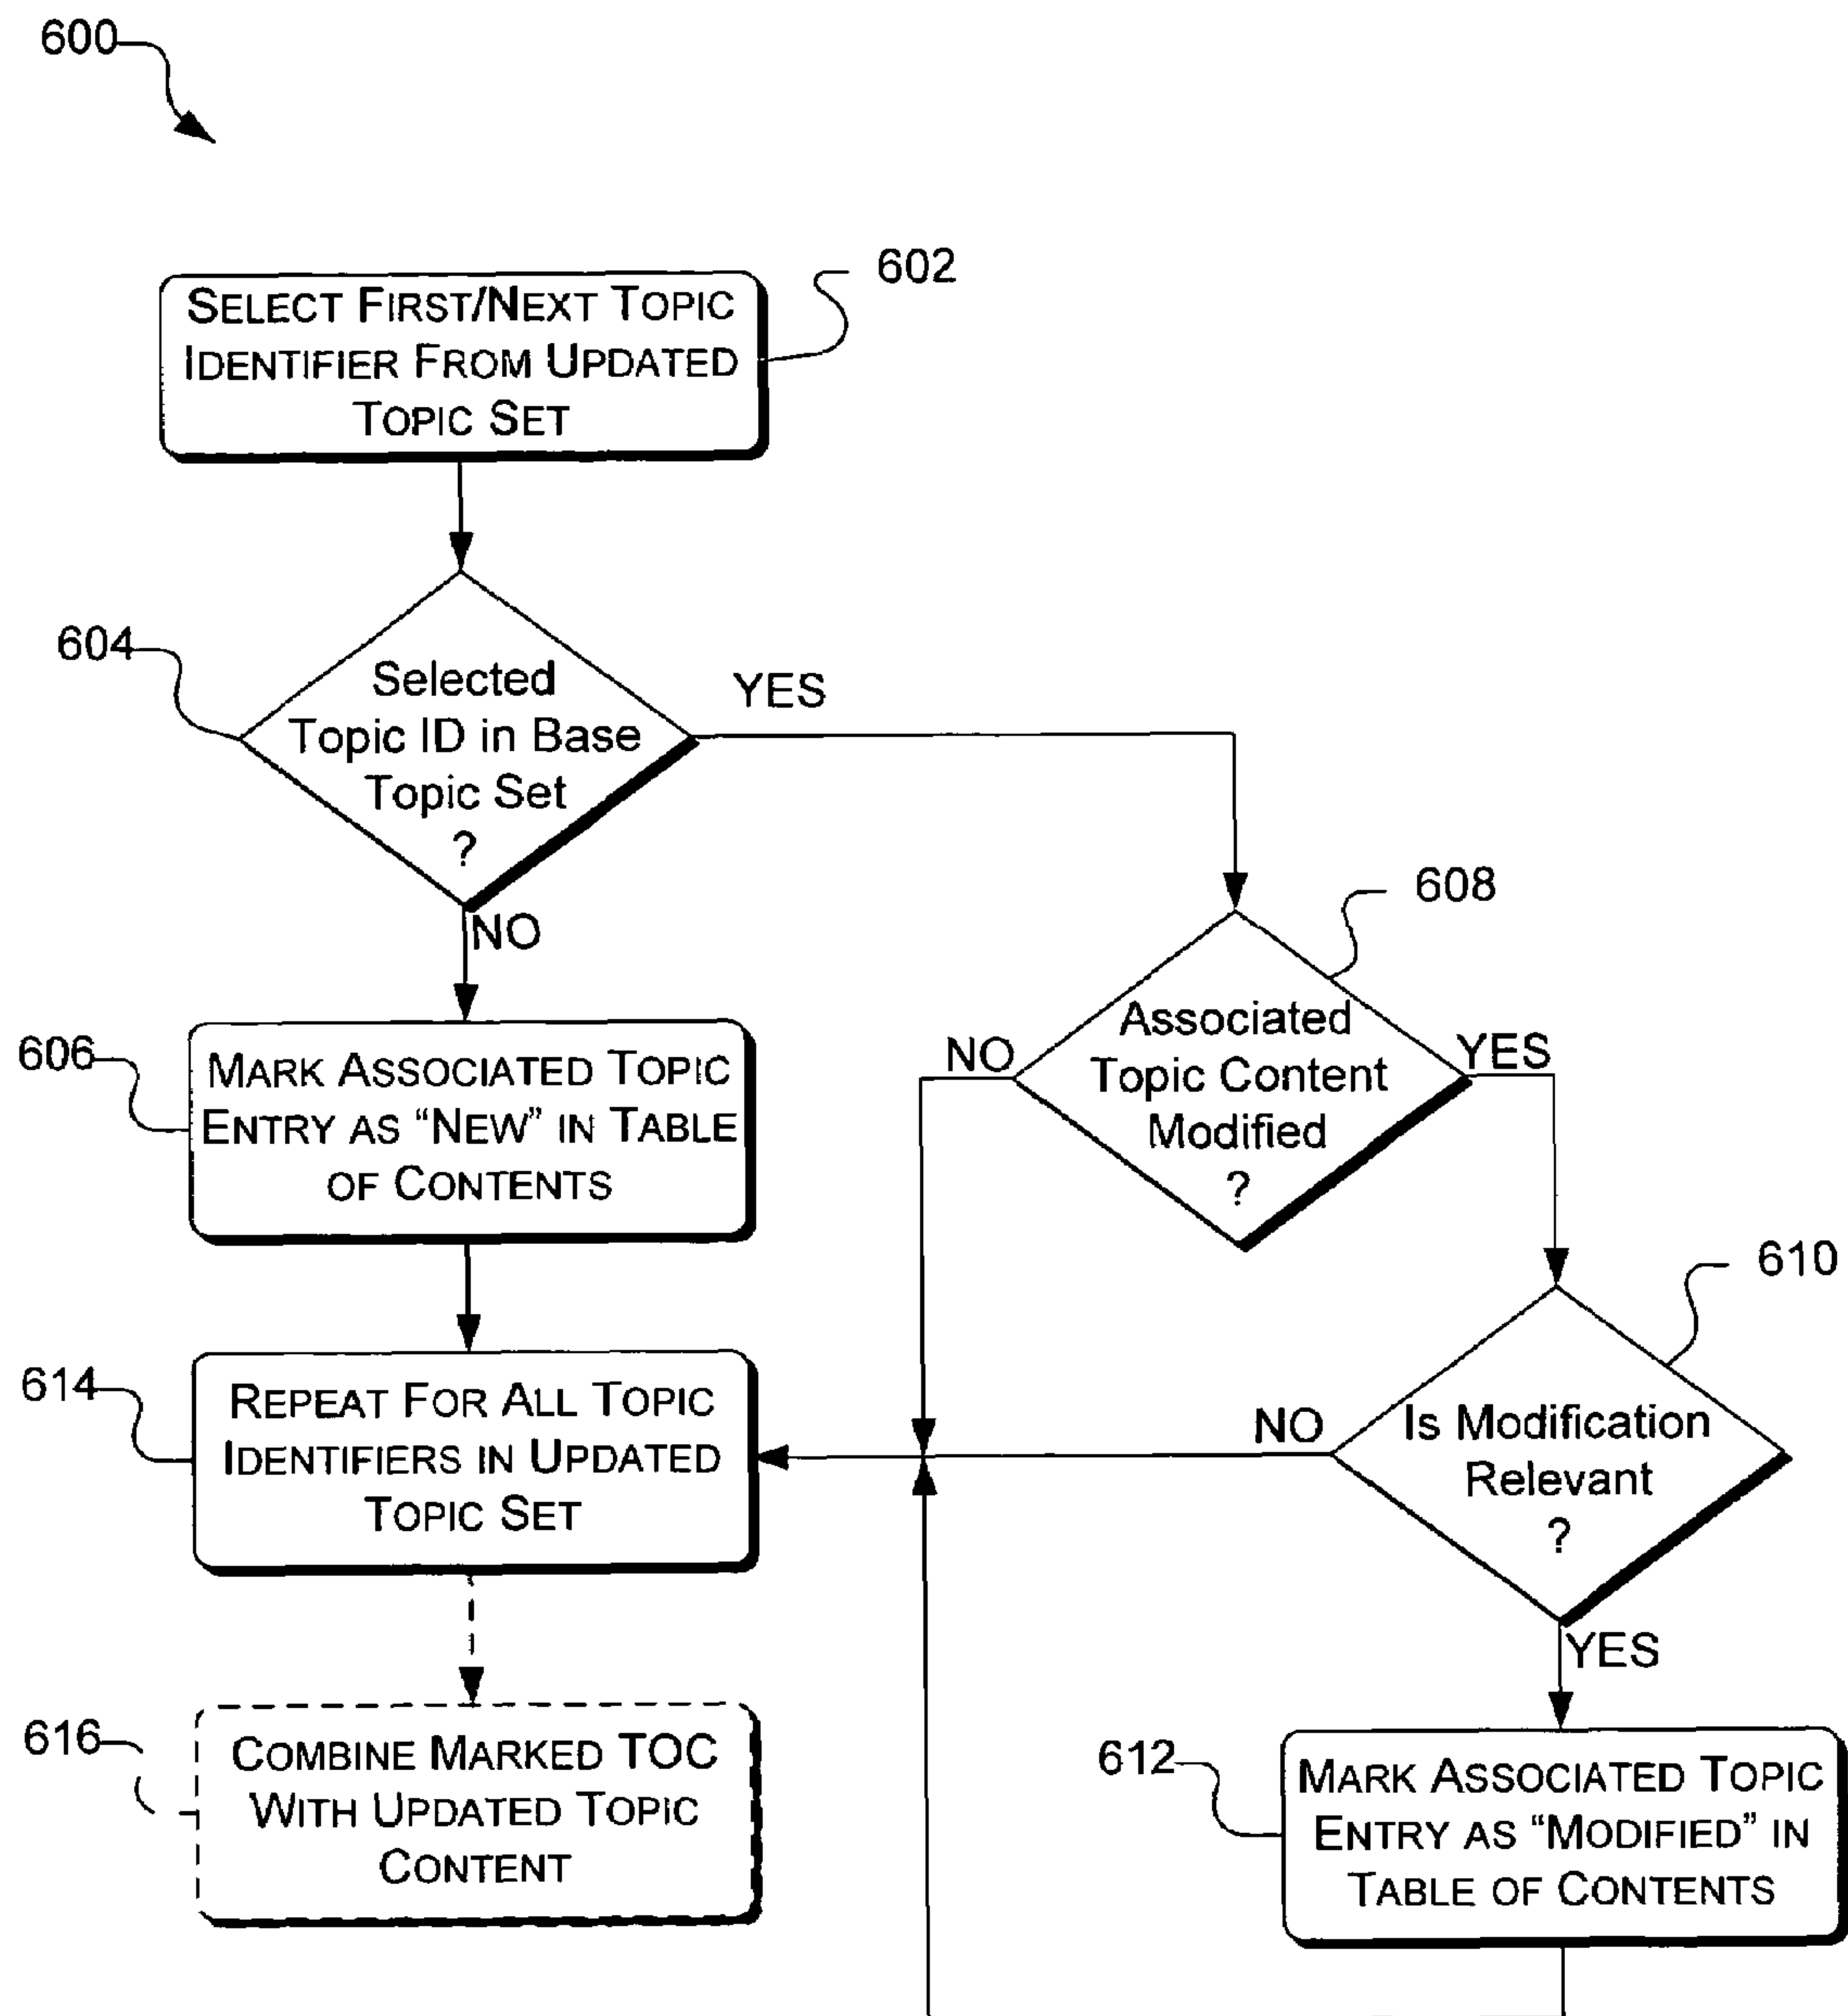 600
602
SELECT FIRST/NEXT TOPIC
IDENTIFIER FROM UPDATED
TOPIC SET
604
Selected
Topic ID in Base
Topic Set
?
YES
NO
606
MARK ASSOCIATED TOPIC
ENTRY AS “NEW” IN TABLE
OF CONTENTS
608
Associated
Topic Content
Modified
?
NO
YES
610
Is Modification
Relevant
?
NO
YES
612
MARK ASSOCIATED TOPIC
ENTRY AS “MODIFIED” IN
TABLE OF CONTENTS
614
REPEAT FOR ALL TOPIC
IDENTIFIERS IN UPDATED
TOPIC SET
616
COMBINE MARKED TOC
WITH UPDATED TOPIC
CONTENT